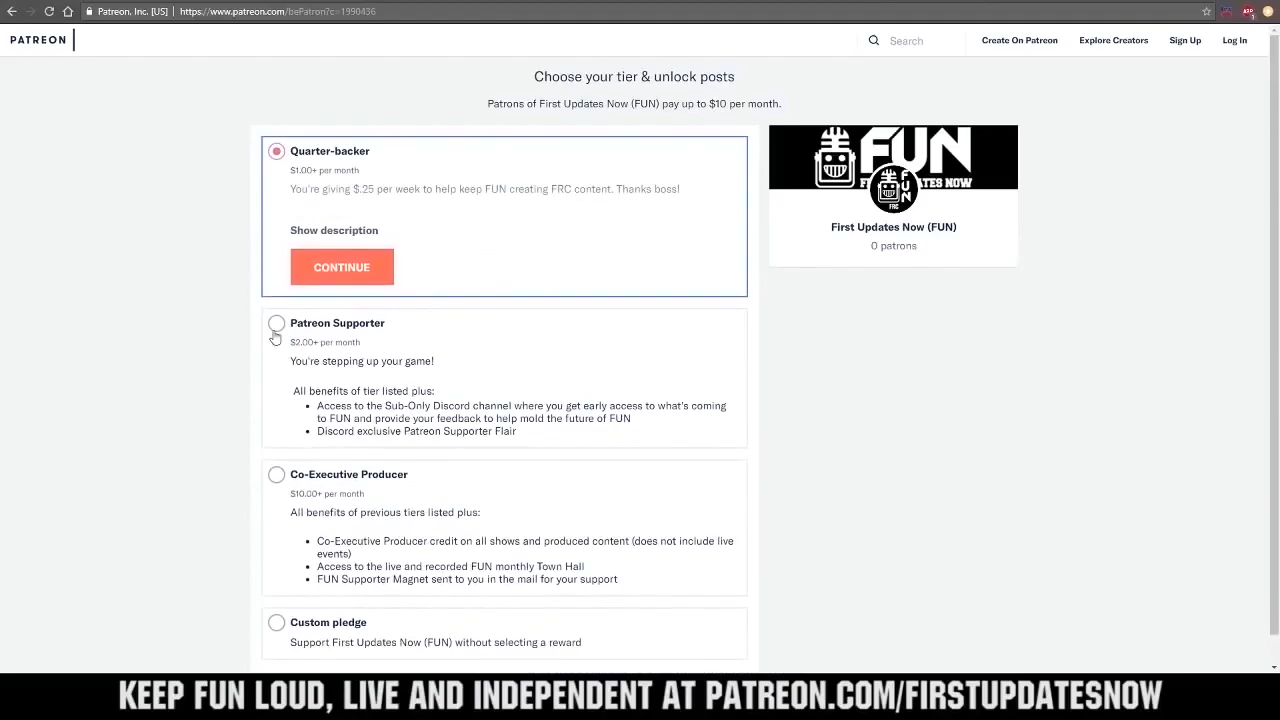 Patreon, Inc. [US] | https://www.patreon.com/bePatron?c=1990436
PATREON
Search
Create On Patreon
Explore Creators
Sign Up
Log In
Choose your tier & unlock posts
Patrons of First Updates Now (FUN) pay up to $10 per month.
Quarter-backer
$1.00+ per month
You're giving $.25 per week to help keep FUN creating FRC content. Thanks boss!
Show description
CONTINUE
FUN
FUN
FRC
First Updates Now (FUN)
0 patrons
Patreon Supporter
$2.00+ per month
You're stepping up your game!
All benefits of tier listed plus:
• Access to the Sub-Only Discord channel where you get early access to what's coming
to FUN and provide your feedback to help mold the future of FUN
• Discord exclusive Patreon Supporter Flair
Co-Executive Producer
$10.00+ per month
All benefits of previous tiers listed plus:
• Co-Executive Producer credit on all shows and produced content (does not include live
events)
• Access to the live and recorded FUN monthly Town Hall
• FUN Supporter Magnet sent to you in the mail for your support
Custom pledge
Support First Updates Now (FUN) without selecting a reward
KEEP FUN LOUD, LIVE AND INDEPENDENT AT PATREON.COM/FIRSTUPDATESNOW